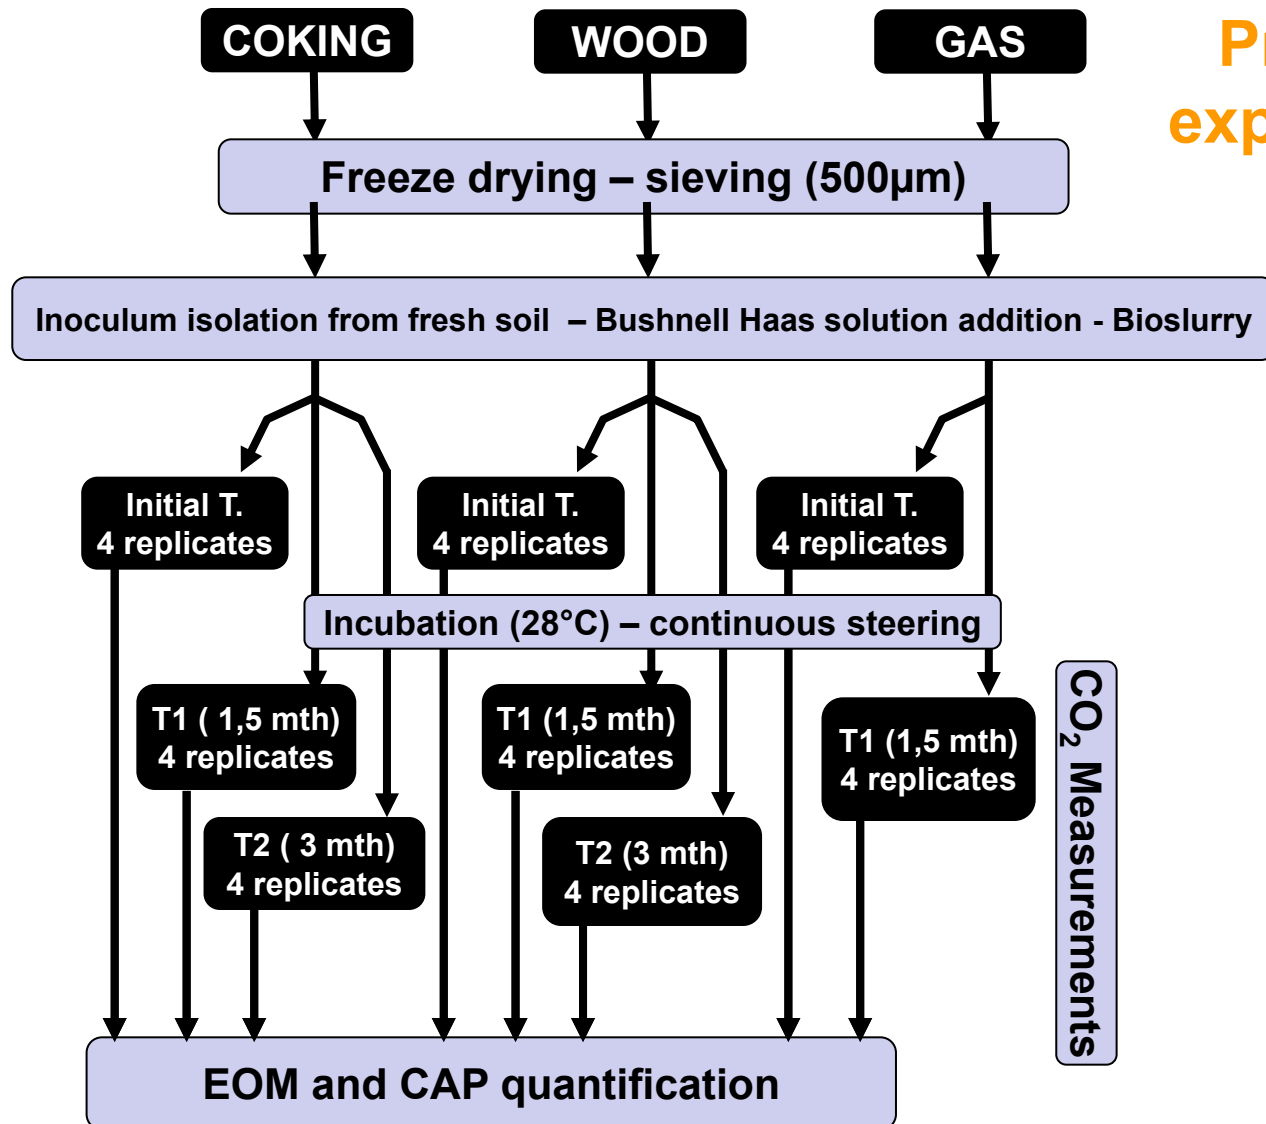 COKING
WOOD
GAS
Freeze drying – sieving (500µm)
Inoculum isolation from fresh soil – Bushnell Haas solution addition - Bioslurry
Initial T.
4 replicates
Initial T.
4 replicates
Initial T.
4 replicates
Incubation (28°C) – continuous steering
T1 ( 1,5 mth)
4 replicates
T1 (1,5 mth)
4 replicates
T1 (1,5 mth)
4 replicates
T2 ( 3 mth)
4 replicates
T2 (3 mth)
4 replicates
CO₂ Measurements
EOM and CAP quantification